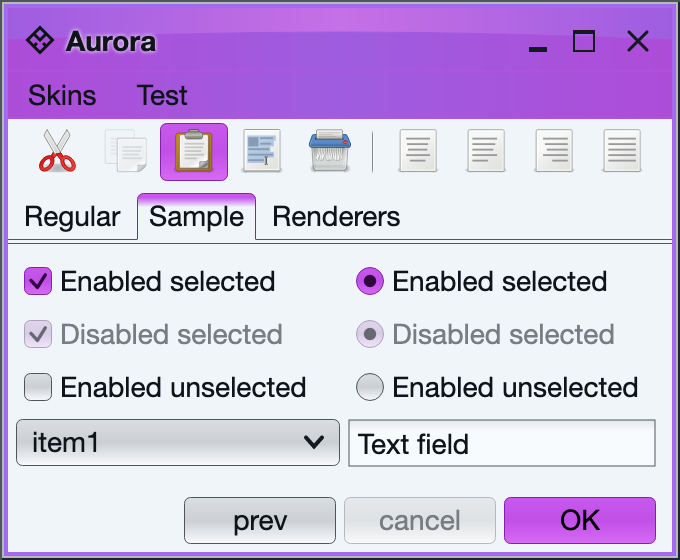 Aurora
Skins Test
Regular Sample Renderers
Enabled selected Enabled selected
Disabled selected Disabled selected
Enabled unselected Enabled unselected
item1 Text field
prev cancel OK